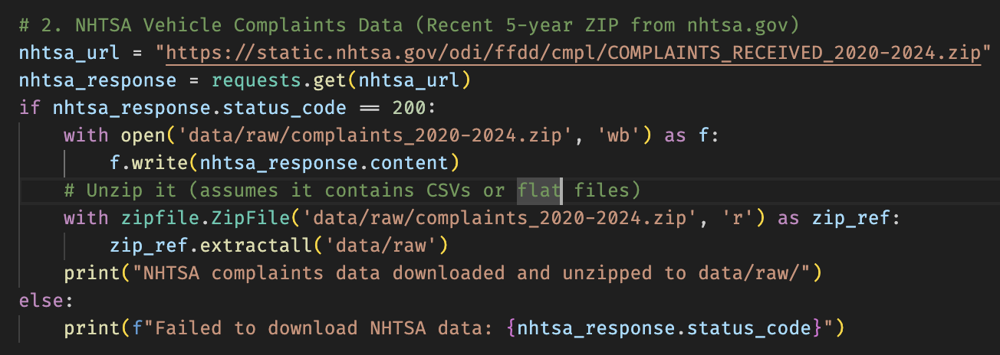 # 2. NHTSA Vehicle Complaints Data (Recent 5-year ZIP from nhtsa.gov)
nhtsa_url = "https://static.nhtsa.gov/odi/ffdd/cmpl/COMPLAINTS_RECEIVED_2020-2024.zip"
nhtsa_response = requests.get(nhtsa_url)
if nhtsa_response.status_code == 200:
    with open('data/raw/complaints_2020-2024.zip', 'wb') as f:
        f.write(nhtsa_response.content)
    # Unzip it (assumes it contains CSVs or flat files)
    with zipfile.ZipFile('data/raw/complaints_2020-2024.zip', 'r') as zip_ref:
        zip_ref.extractall('data/raw')
    print("NHTSA complaints data downloaded and unzipped to data/raw/")
else:
    print(f"Failed to download NHTSA data: {nhtsa_response.status_code}")